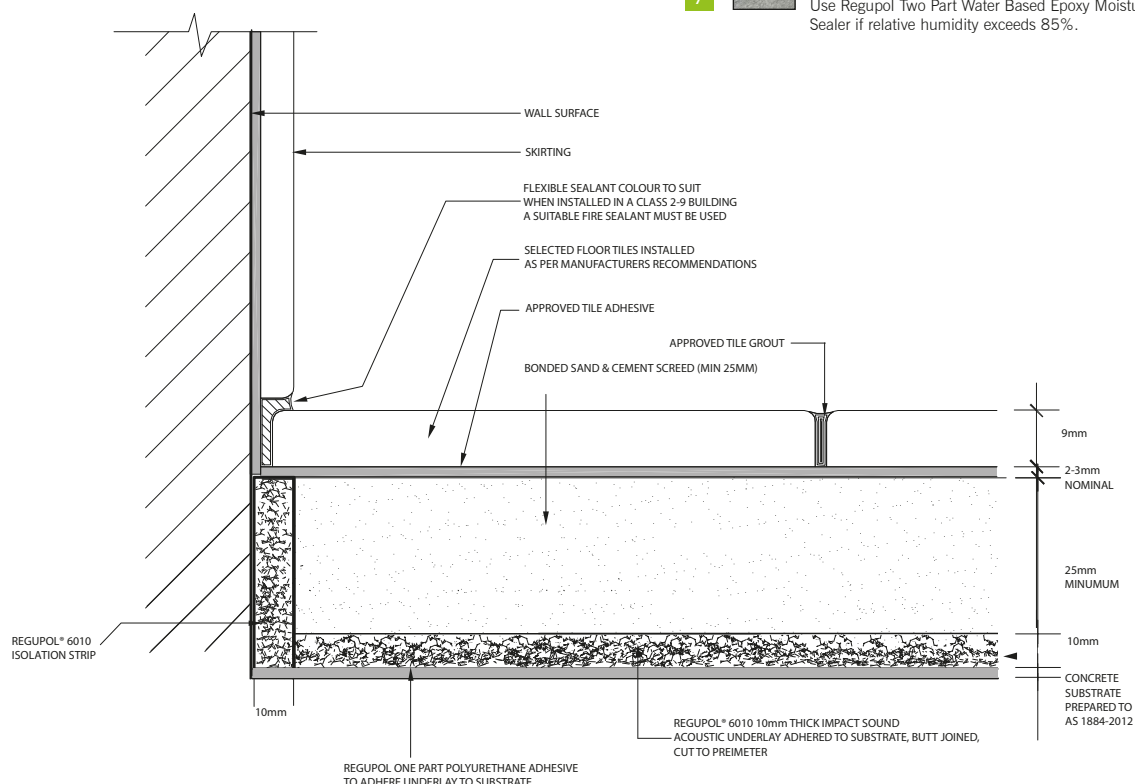 Use Regupol Two Part Water Based Epoxy Moistu
Sealer if relative humidity exceeds 85%.
WALL SURFACE
SKIRTING
FLEXIBLE SEALANT COLOUR TO SUIT
WHEN INSTALLED IN A CLASS 2-9 BUILDING
A SUITABLE FIRE SEALANT MUST BE USED
SELECTED FLOOR TILES INSTALLED
AS PER MANUFACTURERS RECOMMENDATIONS
APPROVED TILE ADHESIVE
APPROVED TILE GROUT
BONDED SAND & CEMENT SCREED (MIN 25MM)
9mm
2-3mm
NOMINAL
25mm
MINUMUM
10mm
CONCRETE
SUBSTRATE
PREPARED TO
AS 1884-2012
REGUPOL® 6010
ISOLATION STRIP
10mm
REGUPOL® 6010 10mm THICK IMPACT SOUND
ACOUSTIC UNDERLAY ADHERED TO SUBSTRATE, BUTT JOINED,
CUT TO PREIMETER
REGUPOL ONE PART POLYURETHANE ADHESIVE
TO ADHERE UNDERLAY TO SUBSTRATE